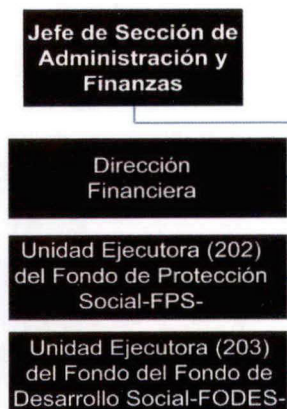 Jefe de Sección de
Administración y
Finanzas
Dirección
Financiera
Unidad Ejecutora (202)
del Fondo de Protección
Social-FPS-
Unidad Ejecutora (203)
del Fondo del Fondo de
Desarrollo Social-FODES-